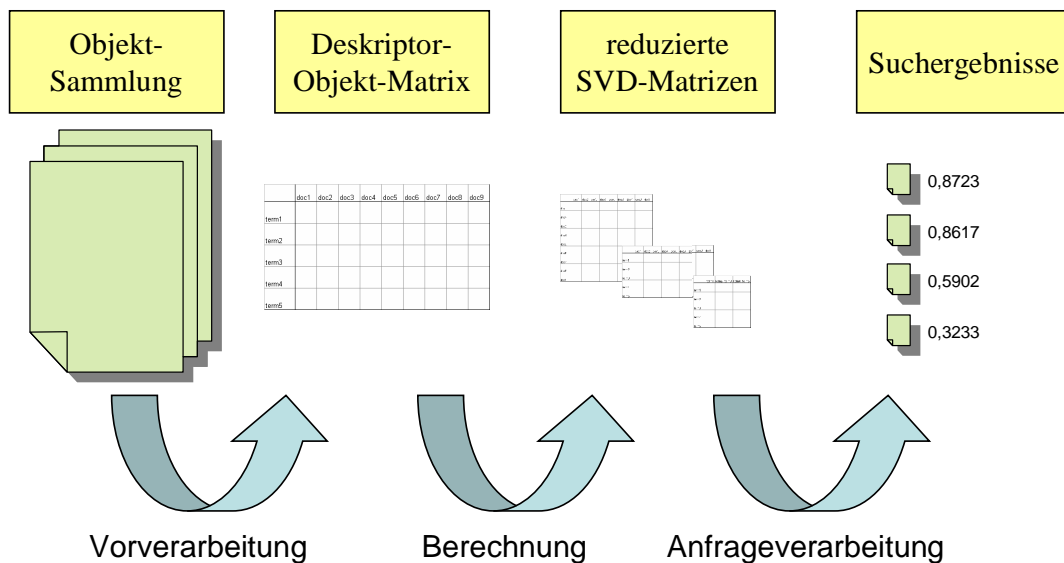 Objekt-
Sammlung
Deskriptor-
Objekt-Matrix
reduzierte
SVD-Matrizen
Suchergebnisse
doc1 doc2 doc3 doc4 doc5 doc6 doc7 doc8 doc9
term1
term2
term3
term4
term5
0,8723
0,8617
0,5902
0,3233
Vorverarbeitung
Berechnung
Anfrageverarbeitung